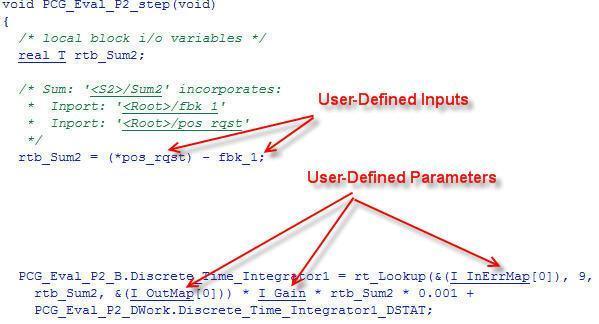 void PCG_Eval_P2_step(void)
{
/* local block i/o variables */
real_T rtb_Sum2;
/* Sum: '<S2>/Sum2' incorporates:
* Inport: '<Root>/fbk_1'
* Inport: '<Root>/pos_rqst'
*/
User-Defined Inputs
rtb_Sum2 = (*pos_rqst) - fbk_1;
User-Defined Parameters
PCG_Eval_P2_B.Discrete_Time_Integrator1 = rt_Lookup(&(I_InErrMap[0]), 9,
rtb_Sum2, &(I_OutMap[0])) * I_Gain * rtb_Sum2 * 0.001 +
PCG_Eval_P2_DWork.Discrete_Time_Integrator1_DSTAT;